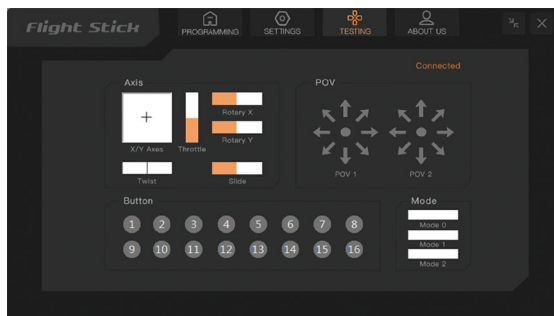 Flight Stick
PROGRAMMING
SETTINGS
TESTING
ABOUT US
Connected
Axis
POV
Rotary X
Rotary Y
X/Y Axes
Throttle
Twist
Slide
POV 1
POV 2
Button
Mode
1 2 3 4 5 6 7 8
9 10 11 12 13 14 15 16
Mode 0
Mode 1
Mode 2